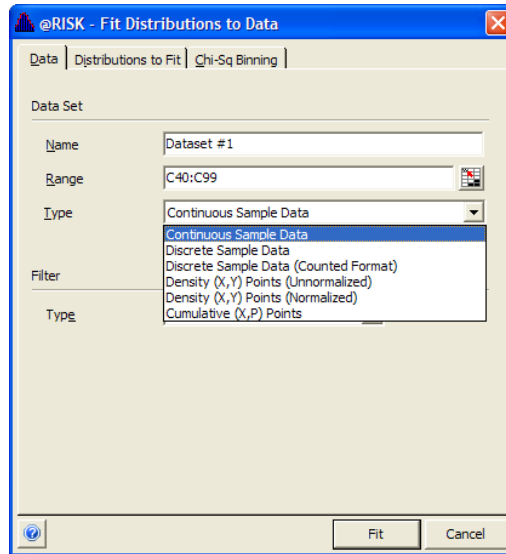 @RISK - Fit Distributions to Data
Data Distributions to Fit Chi-Sq Binning
Data Set
Name Dataset #1
Range C40:C99
Type Continuous Sample Data
Continuous Sample Data
Discrete Sample Data
Discrete Sample Data (Counted Format)
Density (X,Y) Points (Unnormalized)
Density (X,Y) Points (Normalized)
Cumulative (X,P) Points
Filter
Type
Fit Cancel